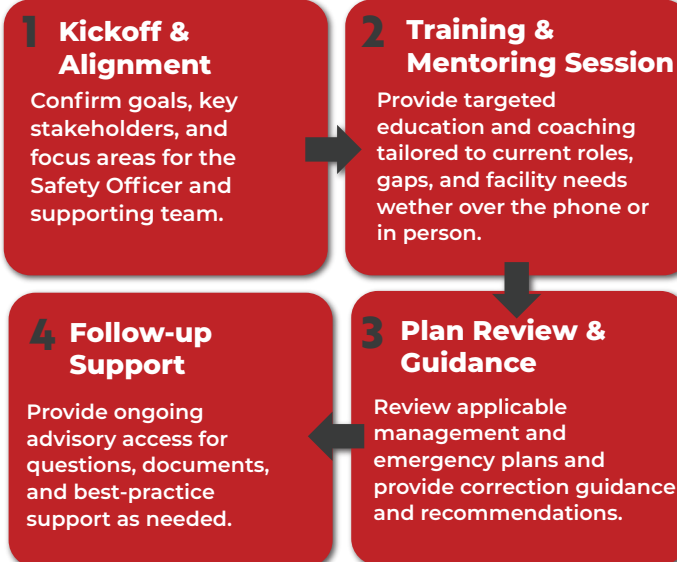 1 Kickoff &
Alignment
Confirm goals, key
stakeholders, and
focus areas for the
Safety Officer and
supporting team.
2 Training &
Mentoring Session
Provide targeted
education and coaching
tailored to current roles,
gaps, and facility needs
wether over the phone or
in person.
3 Plan Review &
Guidance
Review applicable
management and
emergency plans and
provide correction guidance
and recommendations.
4 Follow-up
Support
Provide ongoing
advisory access for
questions, documents,
and best-practice
support as needed.